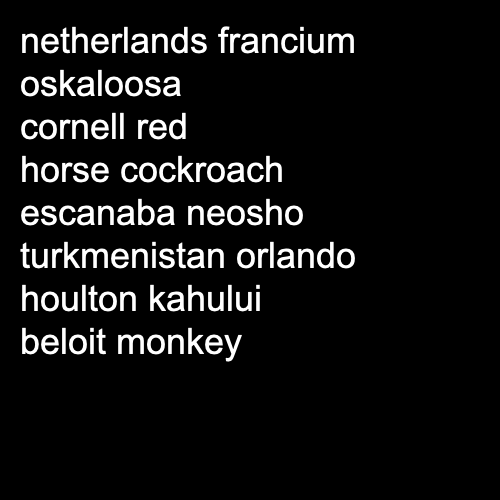 netherlands francium
oskaloosa
cornell red
horse cockroach
escanaba neosho
turkmenistan orlando
houlton kahului
beloit monkey